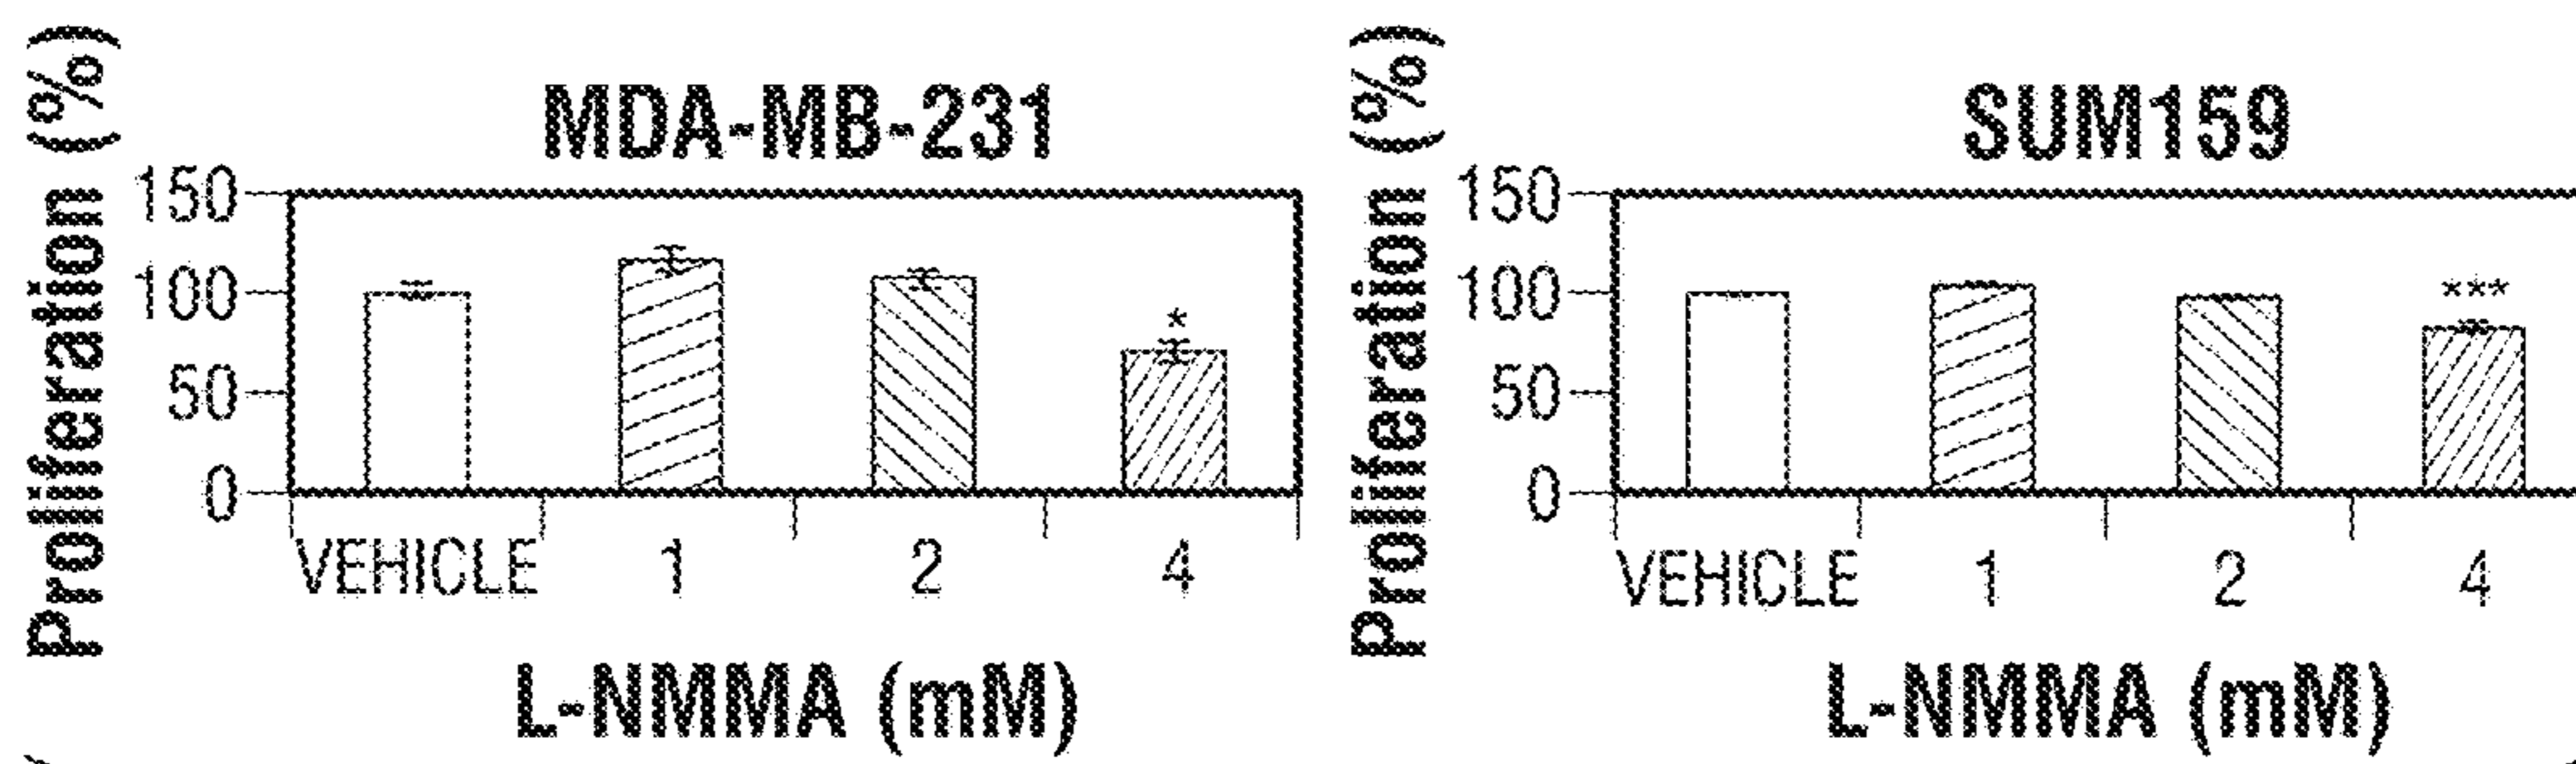 Proliferation (%)
MDA-MB-231
150
100
50
0
*
VEHICLE 1 2 4
L-NMMA (mM)
Proliferation (%)
SUM159
150
100
50
0
***
VEHICLE 1 2 4
L-NMMA (mM)